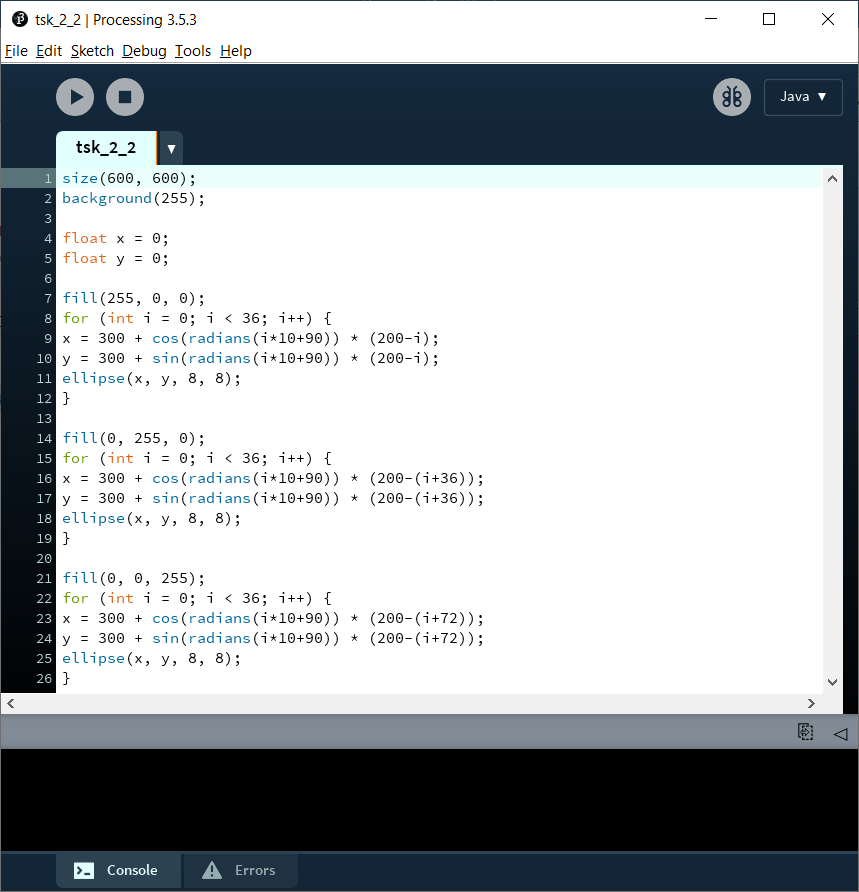 tsk_2_2 | Processing 3.5.3
File Edit Sketch Debug Tools Help
Java ▼
tsk_2_2 ▼
1 size(600, 600);
2 background(255);
3
4 float x = 0;
5 float y = 0;
6
7 fill(255, 0, 0);
8 for (int i = 0; i < 36; i++) {
9 x = 300 + cos(radians(i*10+90)) * (200-i);
10 y = 300 + sin(radians(i*10+90)) * (200-i);
11 ellipse(x, y, 8, 8);
12 }
13
14 fill(0, 255, 0);
15 for (int i = 0; i < 36; i++) {
16 x = 300 + cos(radians(i*10+90)) * (200-(i+36));
17 y = 300 + sin(radians(i*10+90)) * (200-(i+36));
18 ellipse(x, y, 8, 8);
19 }
20
21 fill(0, 0, 255);
22 for (int i = 0; i < 36; i++) {
23 x = 300 + cos(radians(i*10+90)) * (200-(i+72));
24 y = 300 + sin(radians(i*10+90)) * (200-(i+72));
25 ellipse(x, y, 8, 8);
26 }
Console Errors